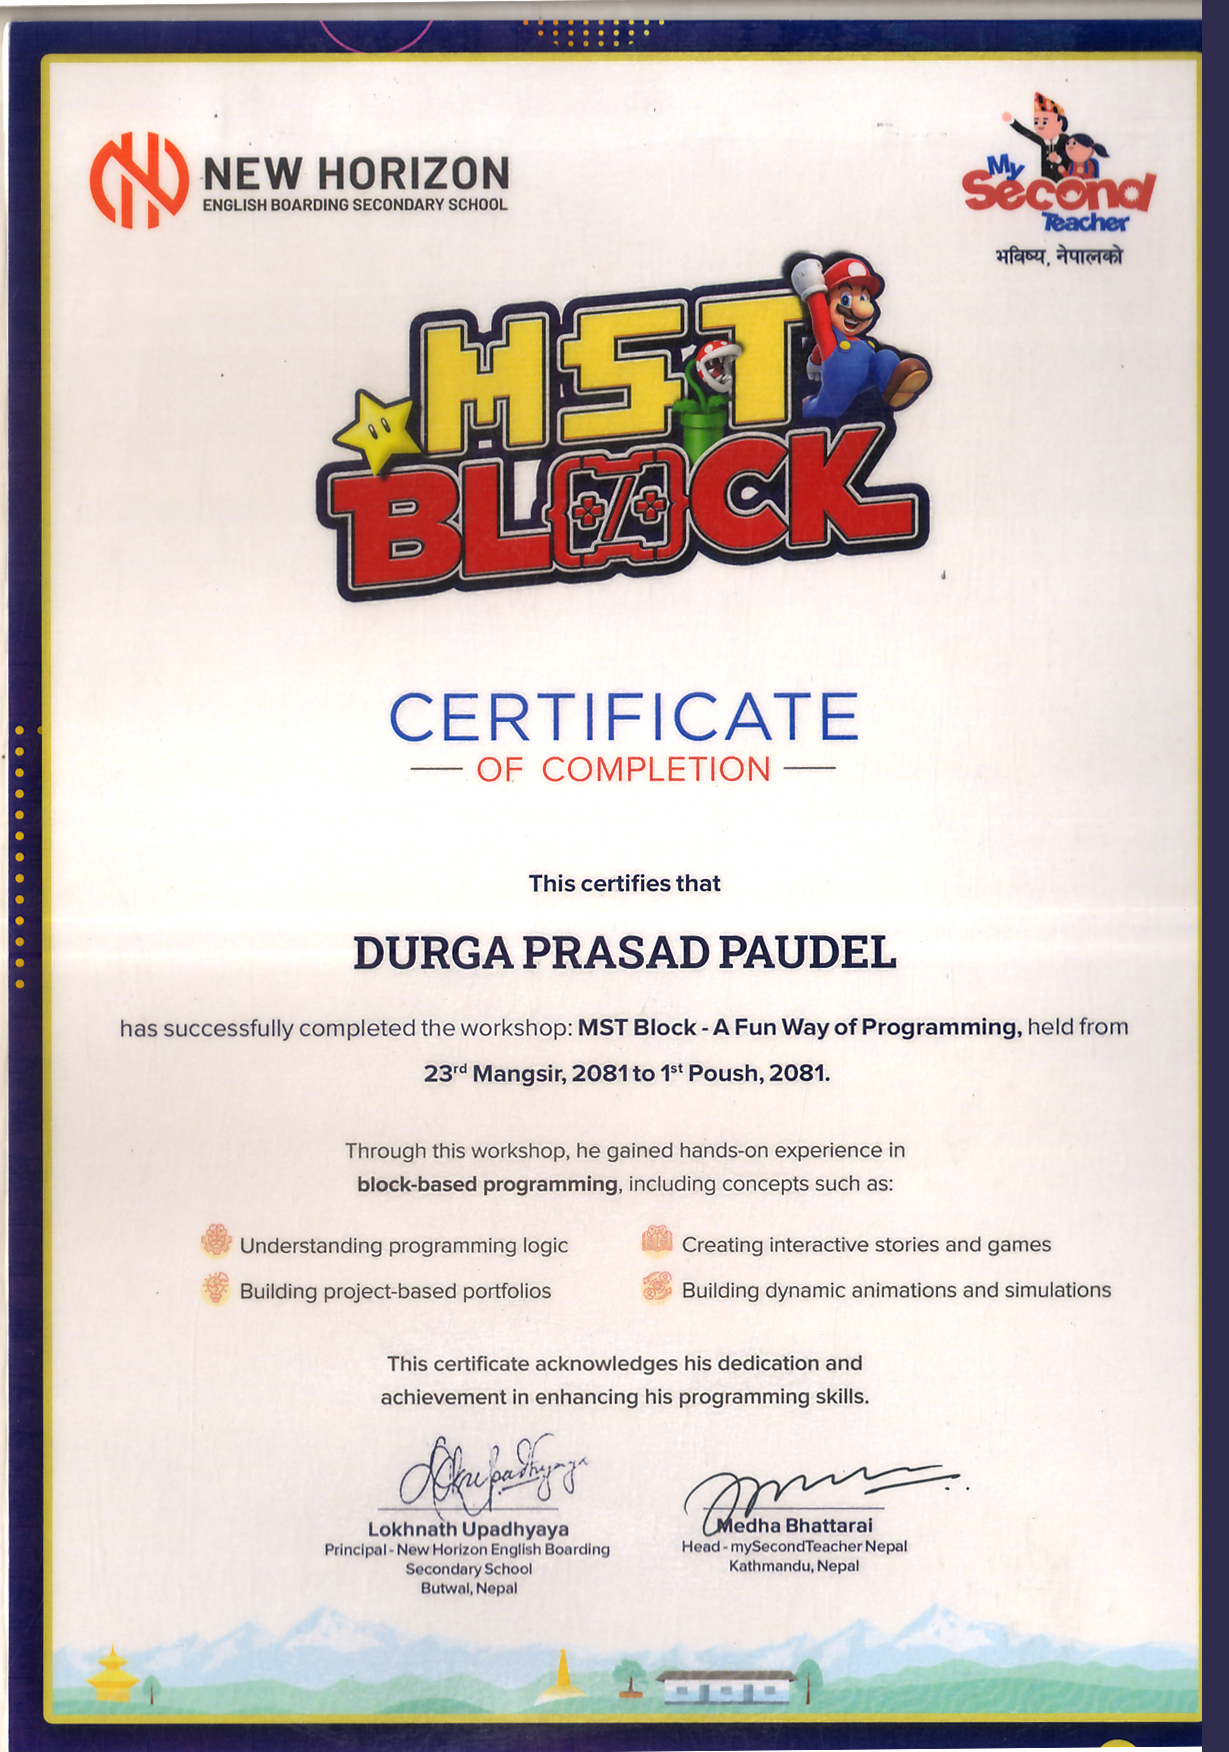 NEW HORIZON
ENGLISH BOARDING SECONDARY SCHOOL
My
Second
Teacher
भविष्य, नेपालको
MST
BLOCK
CERTIFICATE
OF COMPLETION
This certifies that
DURGA PRASAD PAUDEL
has successfully completed the workshop: MST Block - A Fun Way of Programming, held from
23rd Mangsir, 2081 to 1st Poush, 2081.
Through this workshop, he gained hands-on experience in
block-based programming, including concepts such as:
Understanding programming logic
Creating interactive stories and games
Building project-based portfolios
Building dynamic animations and simulations
This certificate acknowledges his dedication and
achievement in enhancing his programming skills.
Lokhnath Upadhyaya
Principal - New Horizon English Boarding
Secondary School
Butwal, Nepal
Medha Bhattarai
Head - mySecondTeacher Nepal
Kathmandu, Nepal